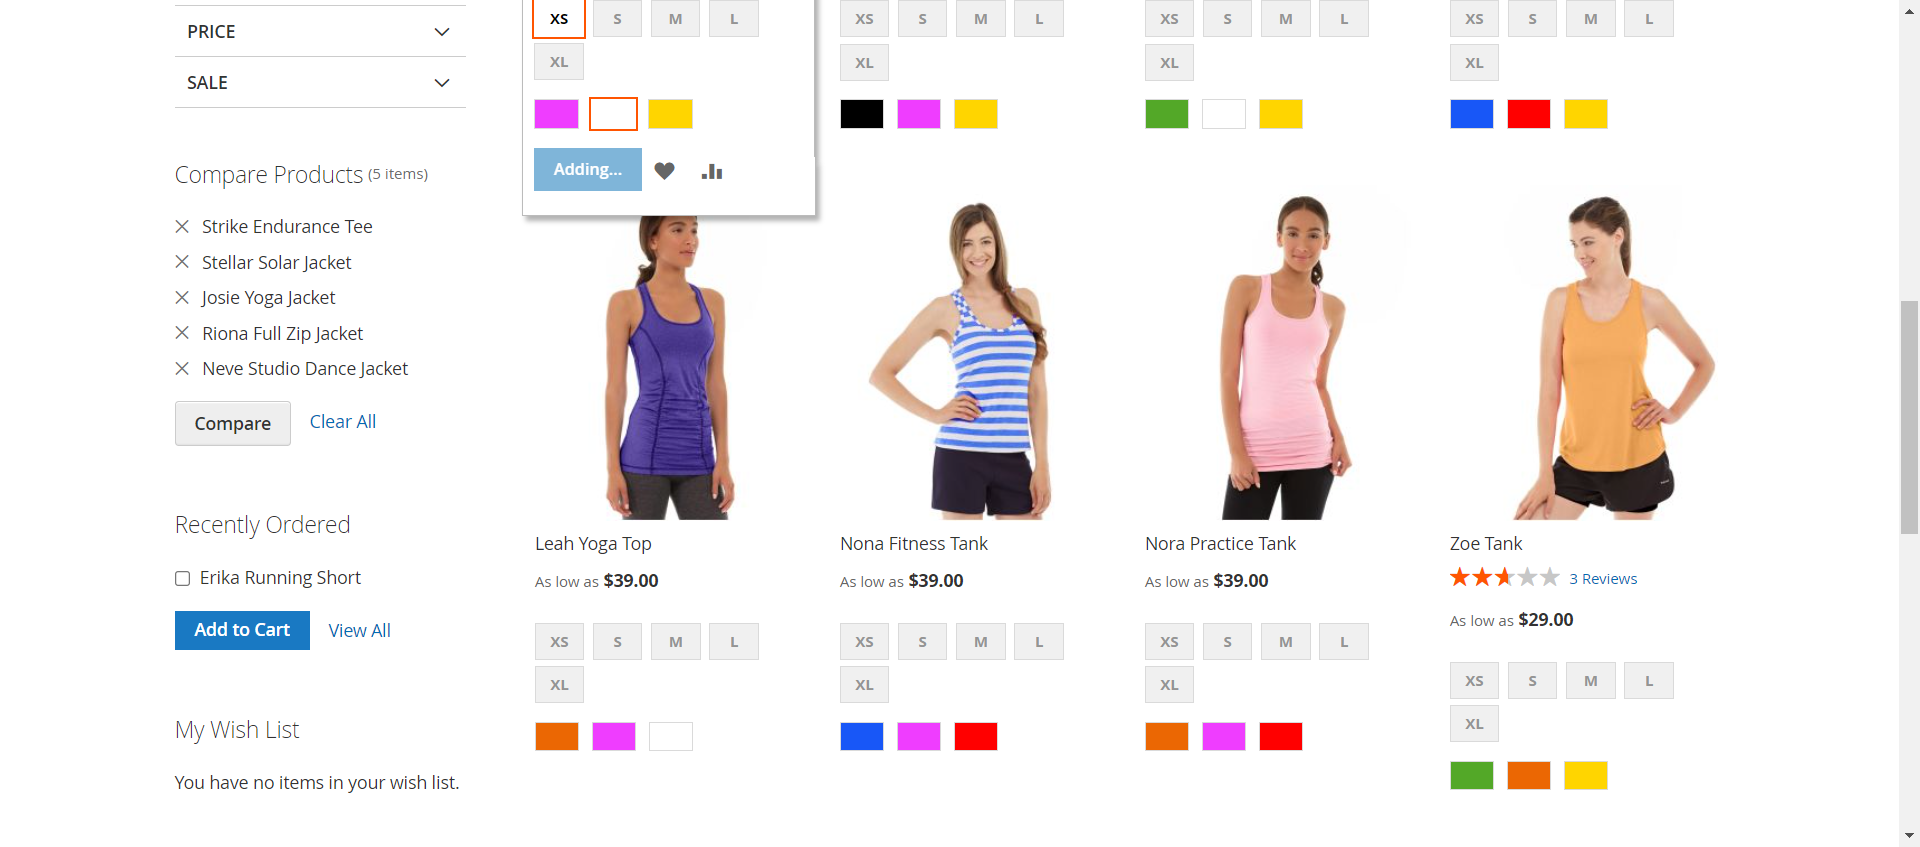 PRICE
SALE
Compare Products (5 items)
Strike Endurance Tee
Stellar Solar Jacket
Josie Yoga Jacket
Riona Full Zip Jacket
Neve Studio Dance Jacket
Compare Clear All
Recently Ordered
Erika Running Short
Add to Cart View All
My Wish List
You have no items in your wish list.
XS S M L
XL
Adding...
XS S M L
XL
XS S M L
XL
XS S M L
XL
Leah Yoga Top
As low as $39.00
XS S M L
XL
Nona Fitness Tank
As low as $39.00
XS S M L
XL
Nora Practice Tank
As low as $39.00
XS S M L
XL
Zoe Tank
3 Reviews
As low as $29.00
XS S M L
XL